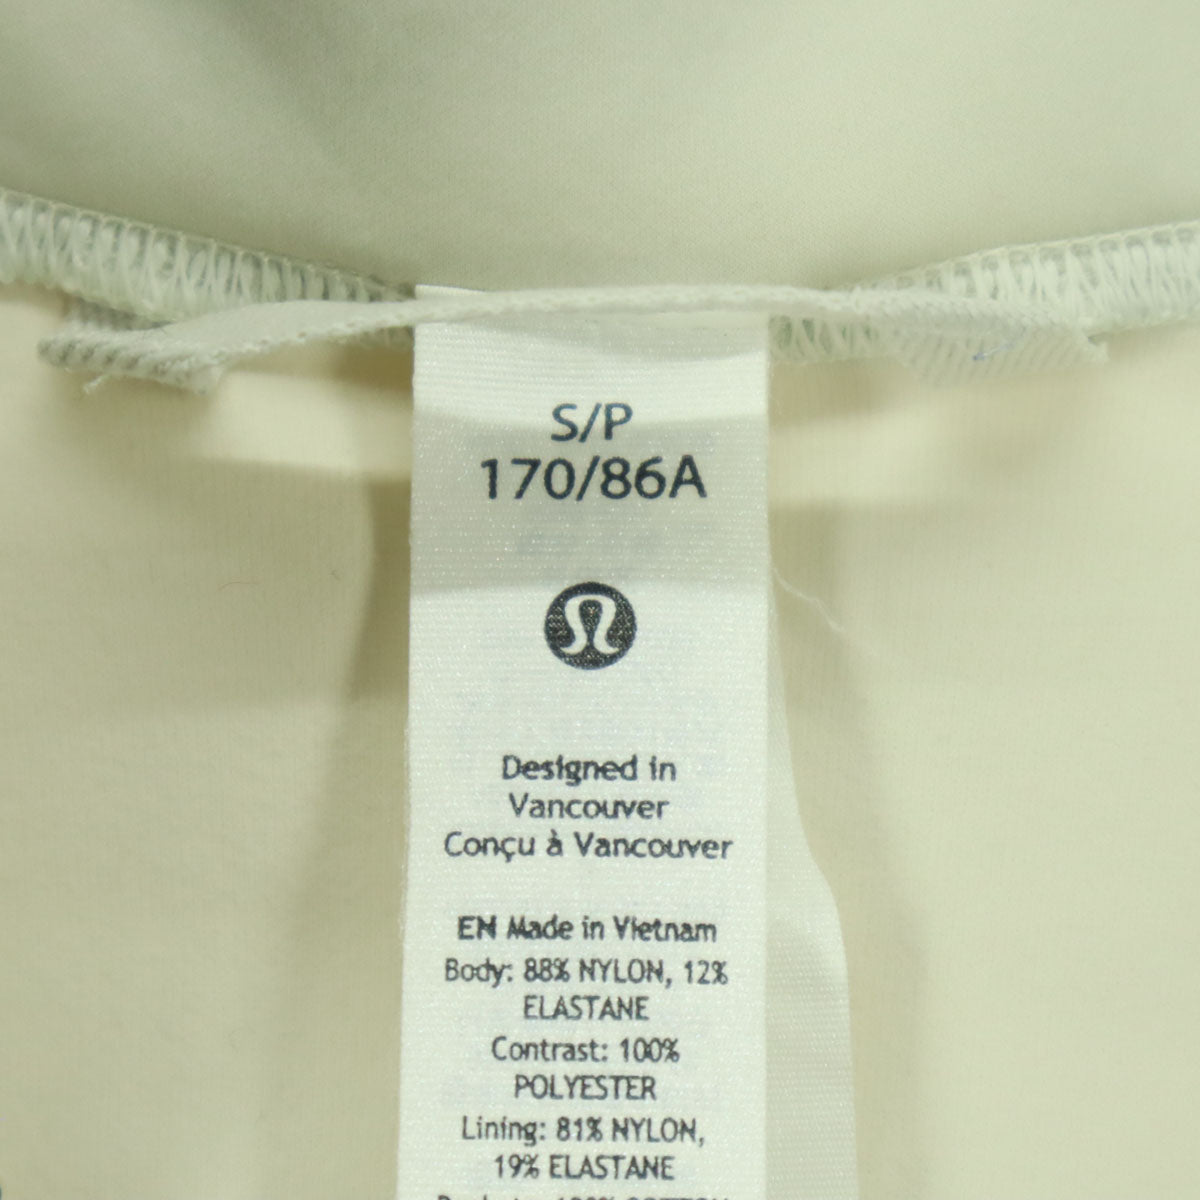 S/P
170/86A
Designed in
Vancouver
Conçu à Vancouver
EN Made in Vietnam
Body: 88% NYLON, 12%
ELASTANE
Contrast: 100%
POLYESTER
Lining: 81% NYLON,
19% ELASTANE